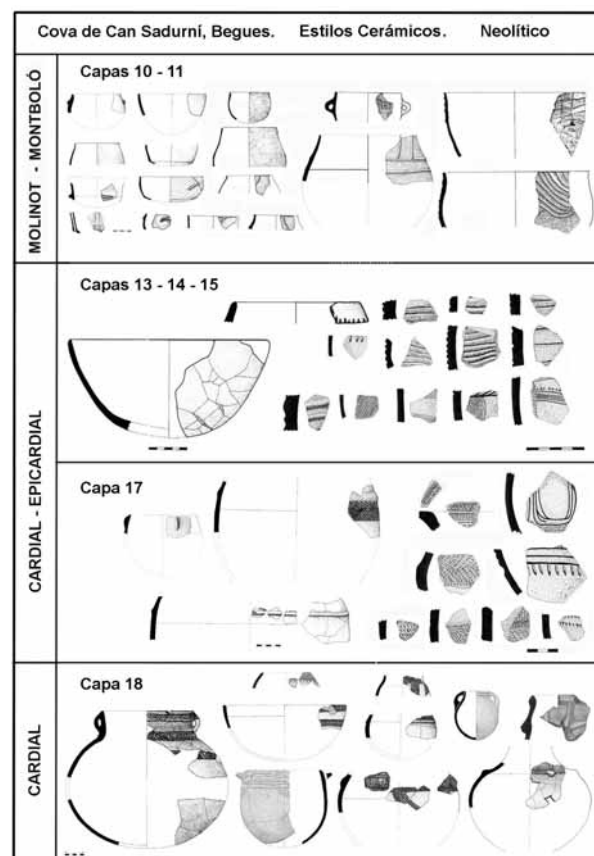 Cova de Can Sadurní, Begues. Estilos Cerámicos. Neolítico
MOLINOT - MONTBOLÓ
Capas 10 - 11
CARDIAL - EPICARDIAL
Capas 13 - 14 - 15
Capa 17
CARDIAL
Capa 18